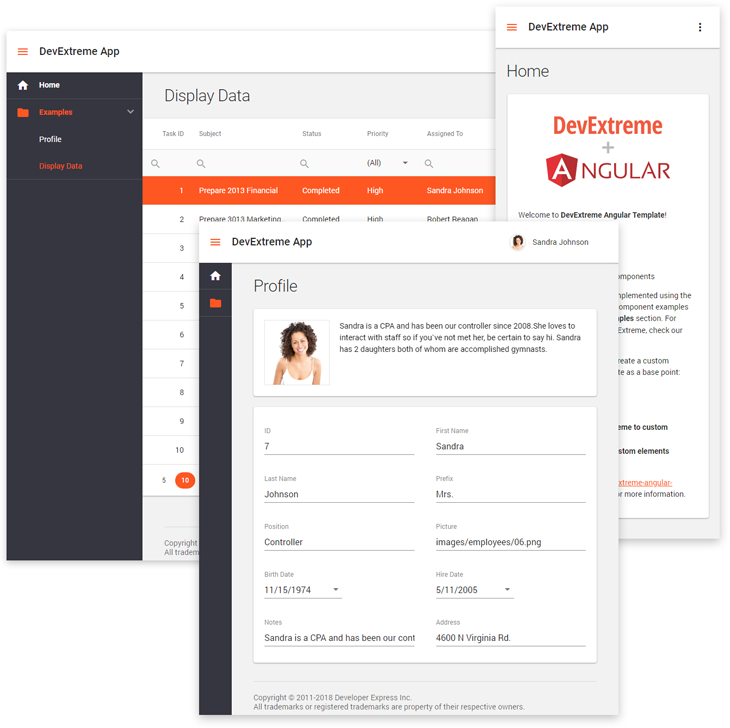 DevExtreme App
Home
Examples
Profile
Display Data
Display Data
Task ID Subject Status Priority Assigned To
(All)
1 Prepare 2013 Financial Completed High Sandra Johnson
2 Prepare 3013 Marketing Completed High Robert Reagan
3
4
5
6
7
8
9
10
5 10
Copyright
All tradem
DevExtreme App
Home
DevExtreme
+
ANGULAR
Welcome to DevExtreme Angular Template!
omponents
mplemented using the
component examples
ples section. For
Extreme, check our
reate a custom
te as a base point:
eme to custom
stom elements
xtreme-angular-
or more information.
DevExtreme App
Sandra Johnson
Profile
Sandra is a CPA and has been our controller since 2008.She loves to
interact with staff so if you've not met her, be certain to say hi. Sandra
has 2 daughters both of whom are accomplished gymnasts.
ID First Name
7 Sandra
Last Name Prefix
Johnson Mrs.
Position Picture
Controller images/employees/06.png
Birth Date Hire Date
11/15/1974 5/11/2005
Notes Address
Sandra is a CPA and has been our cont 4600 N Virginia Rd.
Copyright © 2011-2018 Developer Express Inc.
All trademarks or registered trademarks are property of their respective owners.